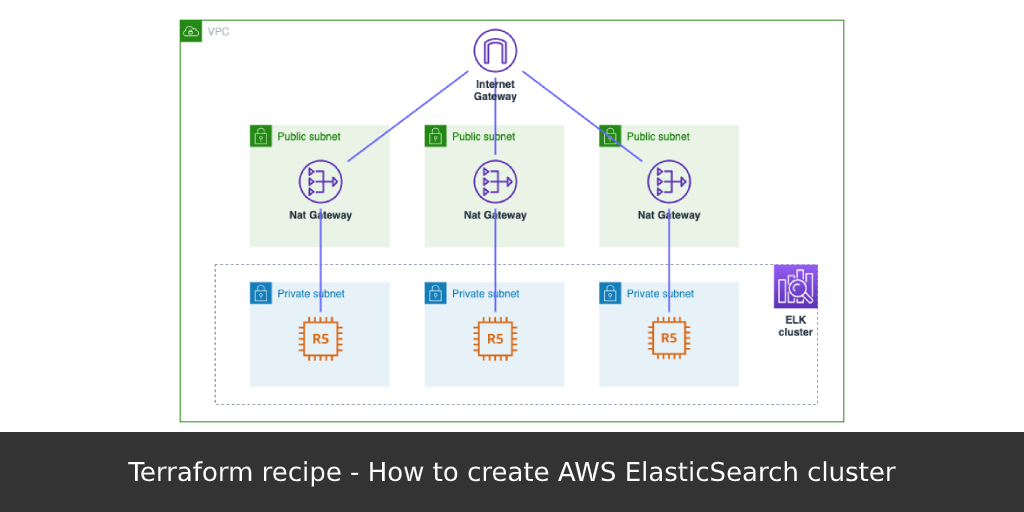 VPC
Internet
Gateway
Public subnet
Public subnet
Public subnet
Nat Gateway
Nat Gateway
Nat Gateway
Private subnet
Private subnet
Private subnet
R5
R5
R5
ELK
cluster
Terraform recipe - How to create AWS ElasticSearch cluster